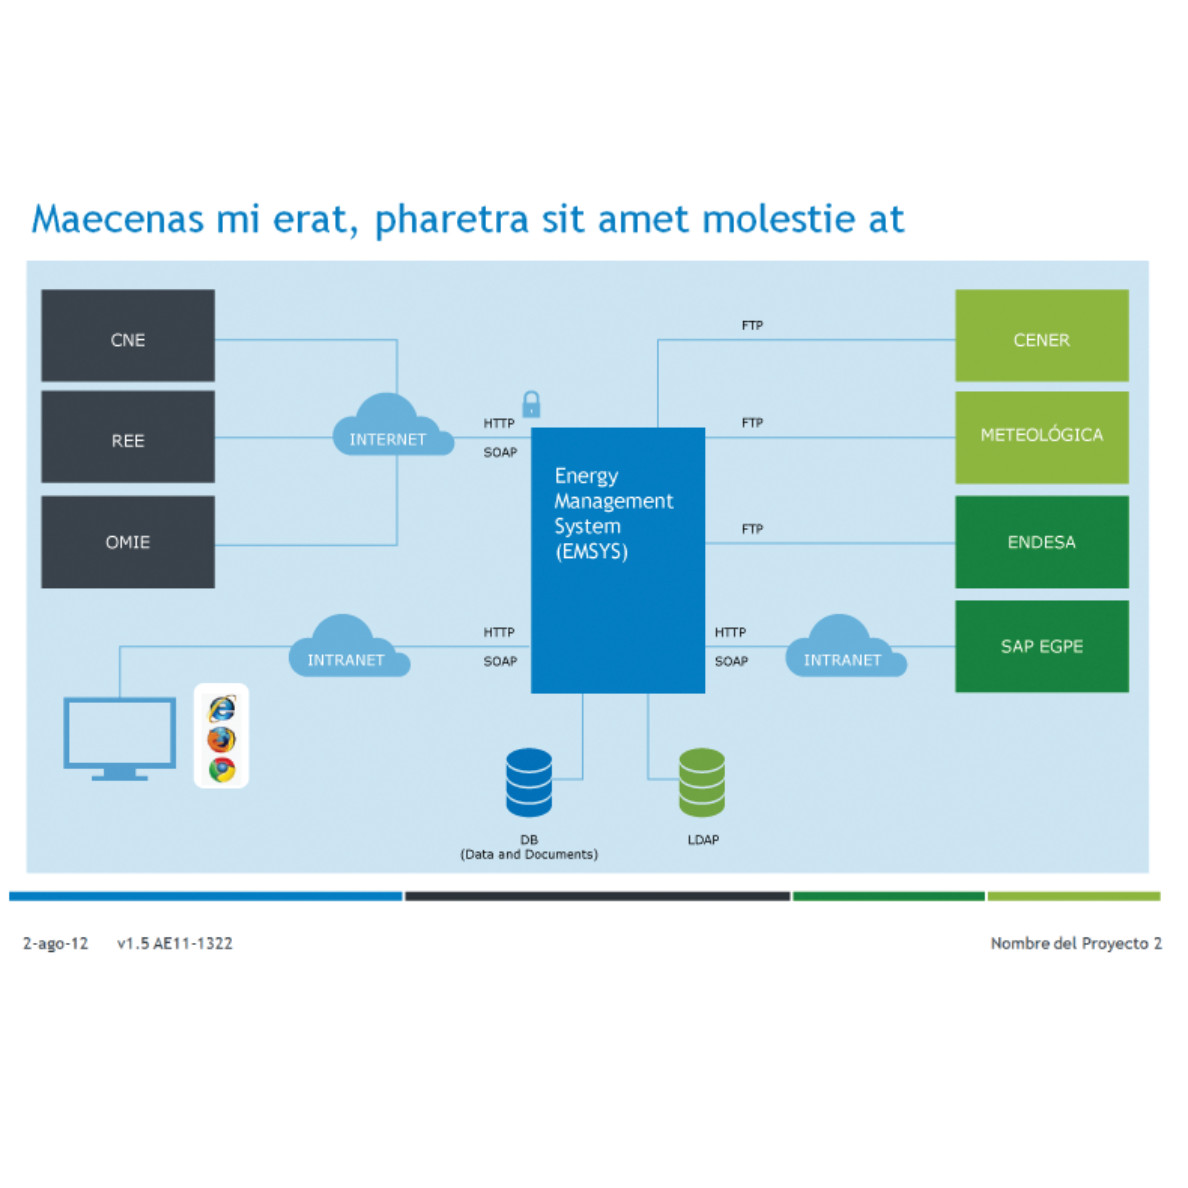 Maecenas mi erat, pharetra sit amet molestie at
CNE
REE
OMIE
INTERNET
HTTP
SOAP
Energy
Management
System
(EMSYS)
FTP
FTP
FTP
CENER
METEOLÓGICA
ENDESA
SAP EGPE
INTRANET
HTTP
SOAP
HTTP
SOAP
INTRANET
DB
(Data and Documents)
LDAP
2-ago-12 v1.5 AE11-1322
Nombre del Proyecto 2